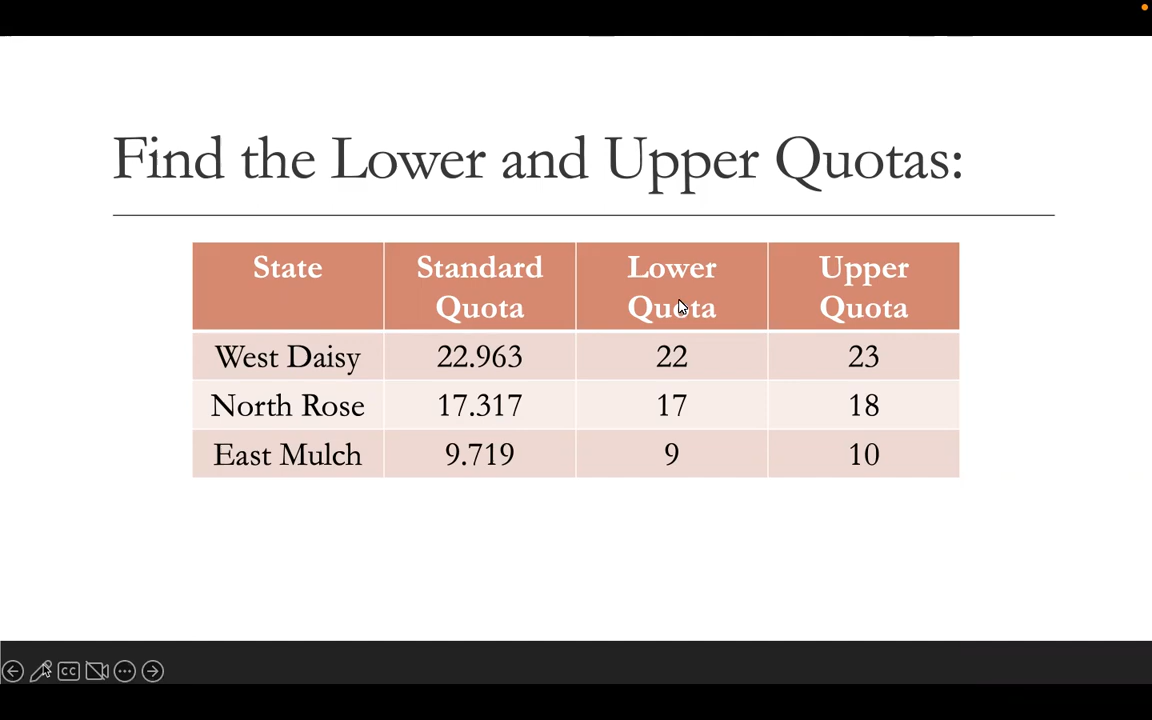 Find the Lower and Upper Quotas:
State Standard Quota Lower Quota Upper Quota
West Daisy 22.963 22 23
North Rose 17.317 17 18
East Mulch 9.719 9 10
CC